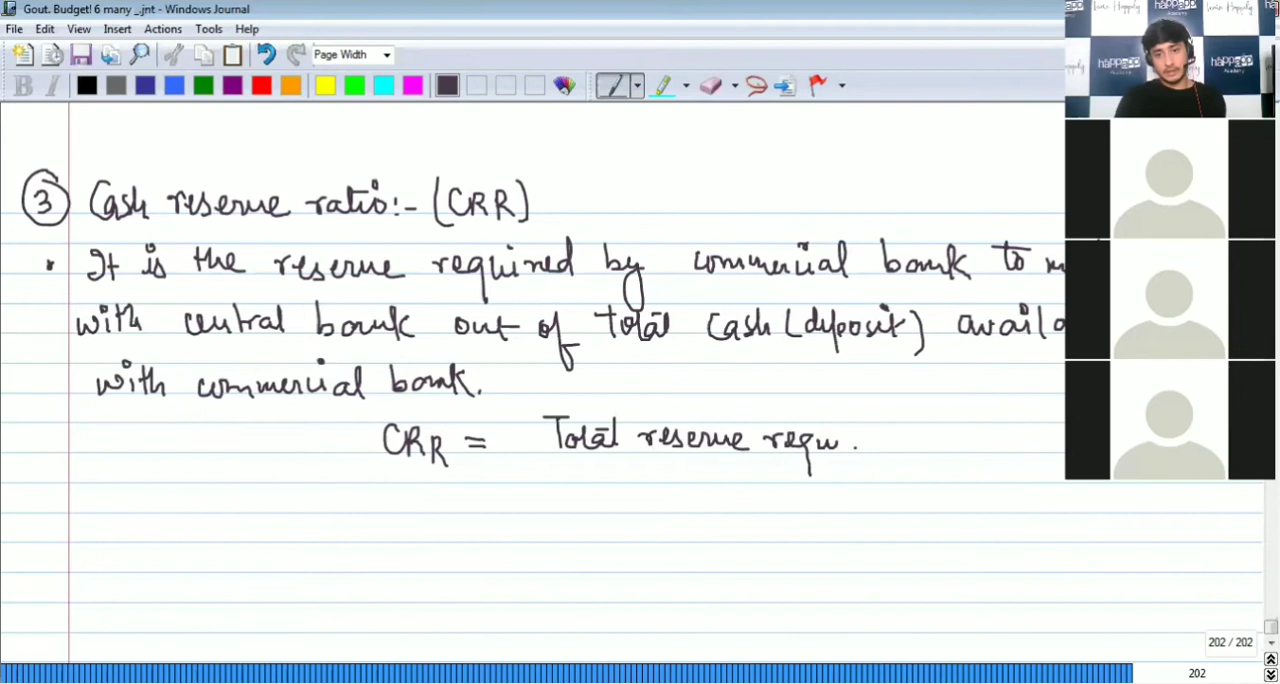 Gout. Budget! 6 many _.jnt - Windows Journal
File Edit View Insert Actions Tools Help
Page Width
B I
happapp Academy
③ Cash reserve ratio:- (CRR)
• It is the reserve required by commercial bank to m
with central bank out of total cash (deposit) availa
with commercial bank.
CRR = Total reserve requ.
202 / 202
202